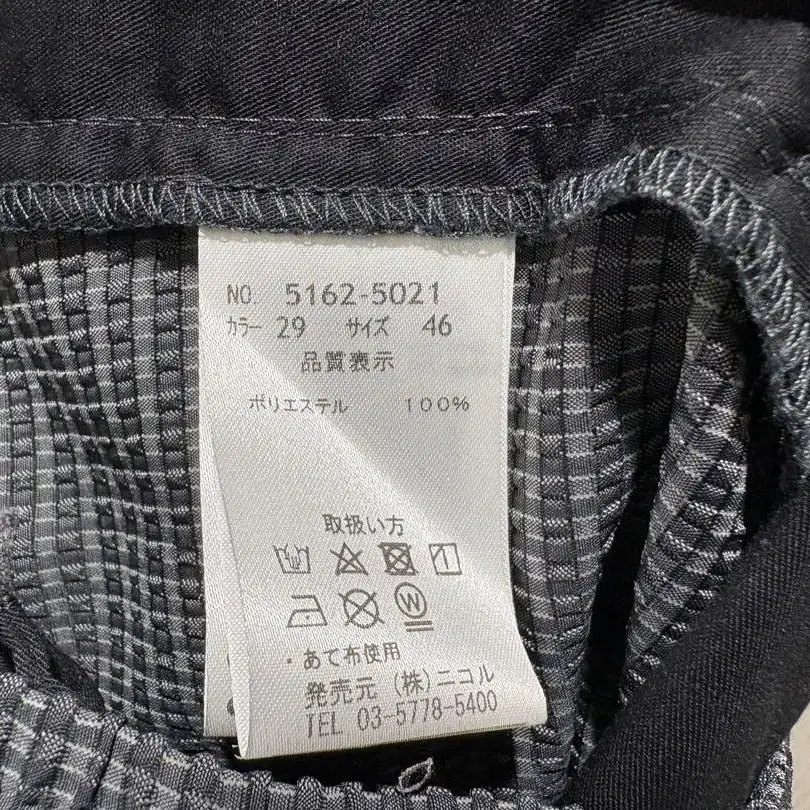 NO. 5162-5021
カラー 29 サイズ 46
品質表示
ポリエステル 100%
取扱い方
W
・あて布使用
発売元 (株)ニコル
TEL 03-5778-5400